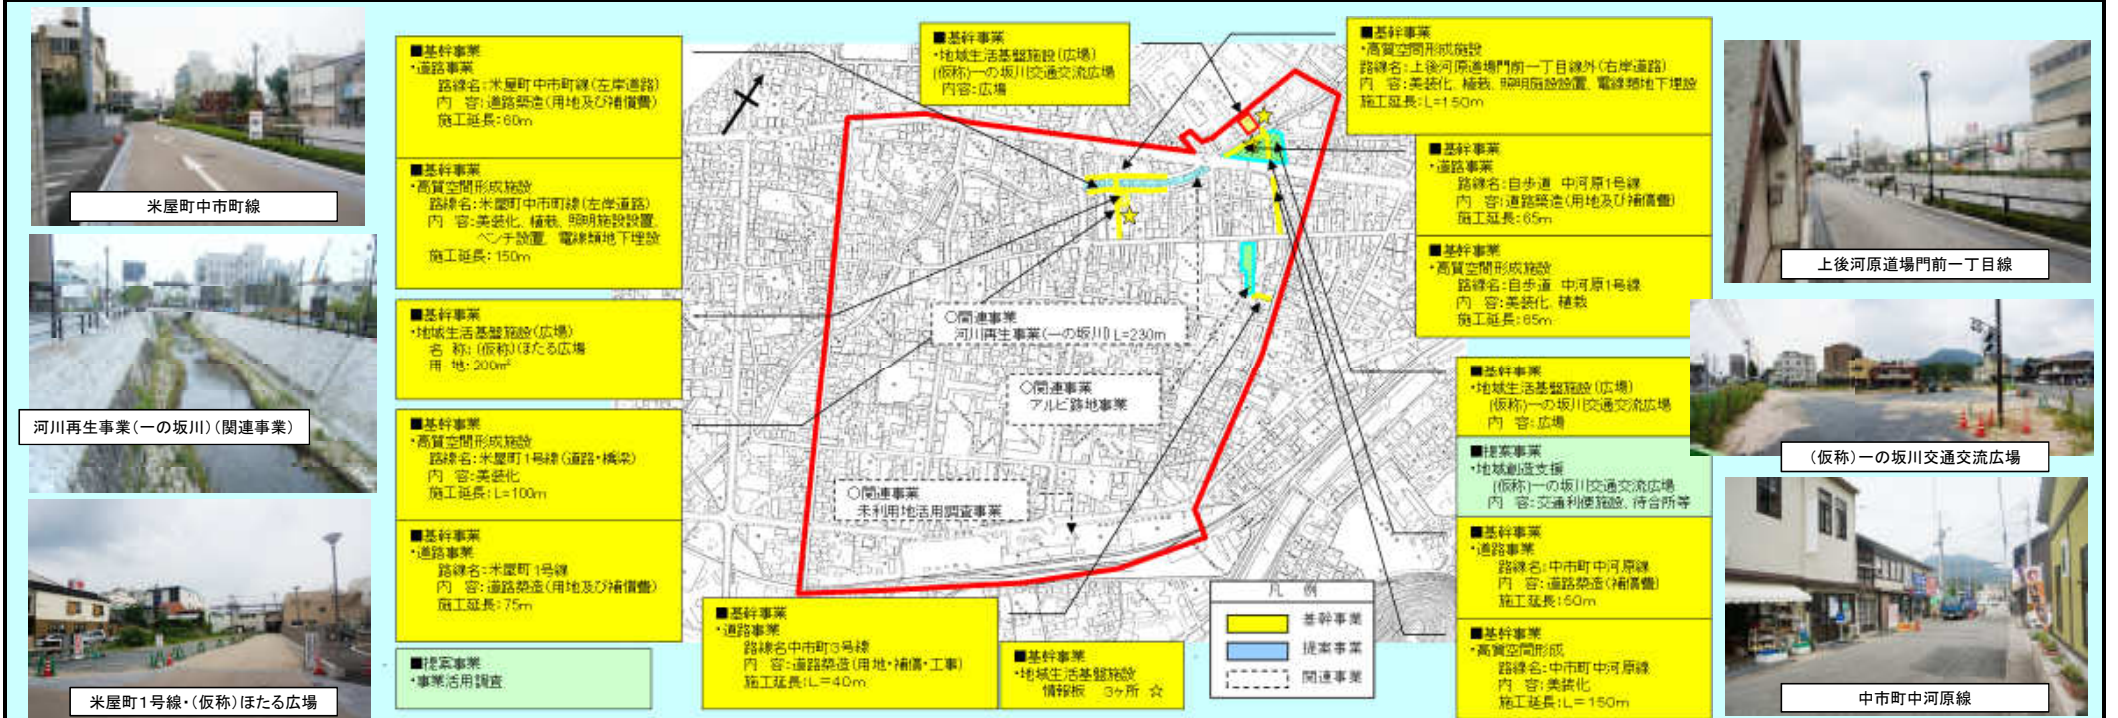 米屋町中市町線
河川再生事業(一の坂川)(関連事業)
米屋町1号線・(仮称)ほたる広場
■基幹事業
・道路事業
路線名:米屋町中市町線(左岸道路)
内 容:道路築造(用地及び補償費)
施工延長:60m
■基幹事業
・高質空間形成施設
路線名:米屋町中市町線(左岸道路)
内 容:美装化、植栽、照明施設設置、
ベンチ設置、電線類地下埋設
施工延長:150m
■基幹事業
・地域生活基盤施設(広場)
名 称:(仮称)ほたる広場
用 地:200㎡
■基幹事業
・高質空間形成施設
路線名:米屋町1号線(道路・橋梁)
内 容:美装化
施工延長:L=100m
■基幹事業
・道路事業
路線名:米屋町1号線
内 容:道路築造(用地及び補償費)
施工延長:75m
■提案事業
・事業活用調査
■基幹事業
・地域生活基盤施設(広場)
(仮称)一の坂川交通交流広場
内容:広場
○関連事業
河川再生事業(一の坂川)L=230m
○関連事業
アルビ路地事業
○関連事業
未利用地活用調査事業
■基幹事業
・道路事業
路線名中市町3号線
内 容:道路築造(用地・補償・工事)
施工延長:L=40m
■基幹事業
・地域生活基盤施設
情報板 3ヶ所 ☆
凡 例
基幹事業
提案事業
関連事業
■基幹事業
・高質空間形成施設
路線名:上後河原道場門前一丁目線外(右岸道路)
内 容:美装化、植栽、照明施設設置、電線類地下埋設
施工延長:L=150m
■基幹事業
・道路事業
路線名:自歩道 中河原1号線
内 容:道路築造(用地及び補償費)
施工延長:65m
■基幹事業
・高質空間形成施設
路線名:自歩道 中河原1号線
内 容:美装化、植栽
施工延長:65m
■基幹事業
・地域生活基盤施設(広場)
(仮称)一の坂川交通交流広場
内 容:広場
■提案事業
・地域創造支援
(仮称)一の坂川交通交流広場
内 容:交通利便施設、待合所等
■基幹事業
・道路事業
路線名:中市町中河原線
内 容:道路築造(補償費)
施工延長:50m
■基幹事業
・高質空間形成
路線名:中市町中河原線
内 容:美装化
施工延長:L=150m
上後河原道場門前一丁目線
(仮称)一の坂川交通交流広場
中市町中河原線